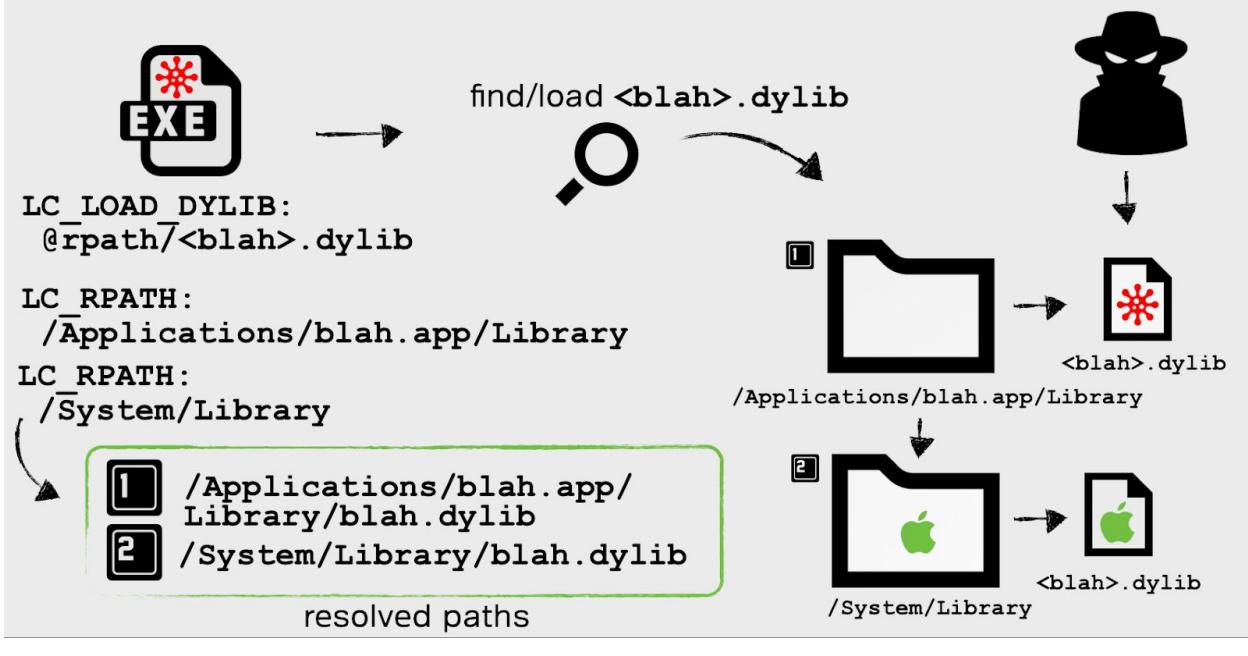 EXE
find/load <blah>.dylib
LC_LOAD_DYLIB:
@rpath/<blah>.dylib
LC_RPATH:
/Applications/blah.app/Library
LC_RPATH:
/System/Library
1 /Applications/blah.app/
Library/blah.dylib
2 /System/Library/blah.dylib
resolved paths
1
<blah>.dylib
/Applications/blah.app/Library
2
<blah>.dylib
/System/Library